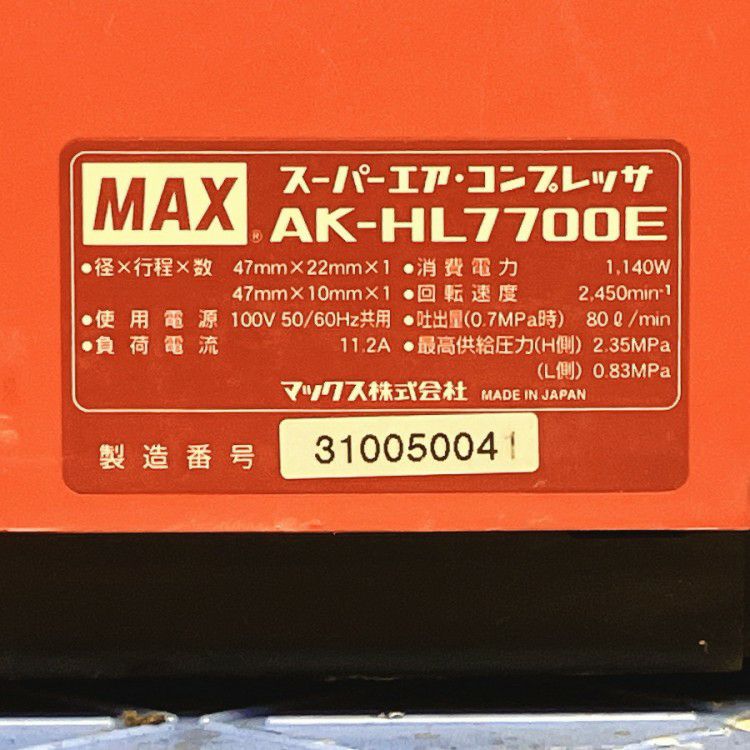 MAX® スーパーエア・コンプレッサ
AK-HL7700E
●径×行程×数 47mm×22mm×1 ●消費電力 1,140W
47mm×10mm×1 ●回転速度 2,450min⁻¹
●使用電源 100V 50/60Hz共用 ●吐出量(0.7MPa時) 80ℓ/min
●負荷電流 11.2A ●最高供給圧力(H側) 2.35MPa
(L側) 0.83MPa
マックス株式会社 MADE IN JAPAN
製造番号 310050041